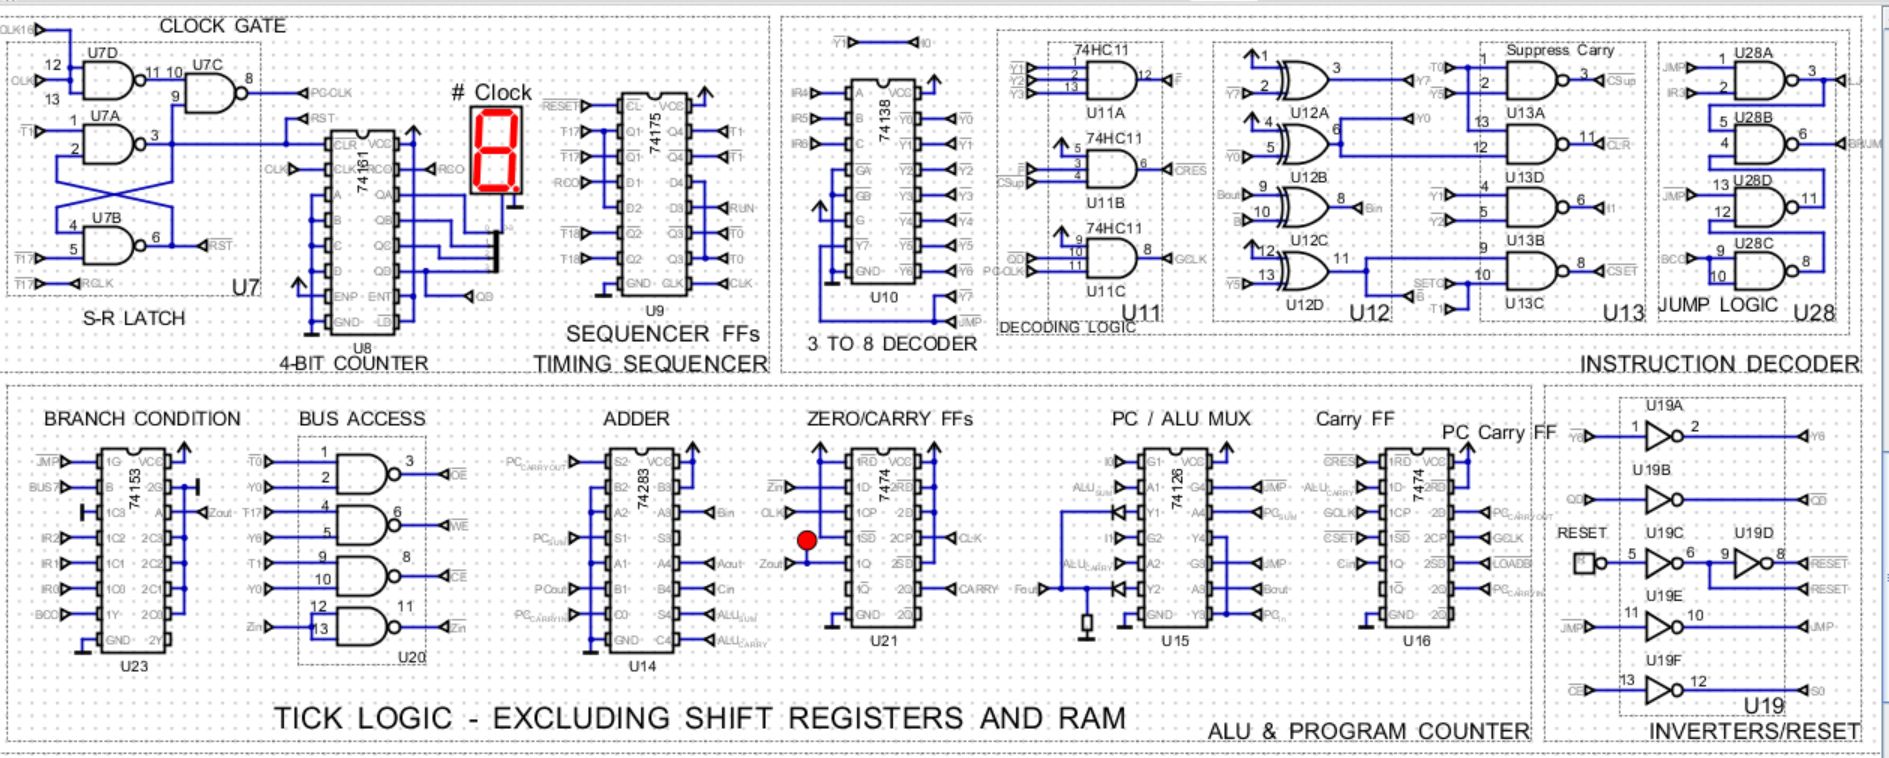 CLOCK GATE
U7D
U7C
12
13
11
10
9
8
CLK
PC-CLK
RST
U7A
1
2
3
T1
U7B
4
5
6
RST
T17
T17
RCLK
U7
S-R LATCH
# Clock
CLR VCC
CLK RCO
A QA
B QB
C QC
D QD
ENP ENT
GND LD
74161
CLK
RCO
QD
U8
4-BIT COUNTER
RESET
T17
T17
RCO
T18
T18
CL VCC
Q1 Q4
Q1 Q4
D1 D4
D2 D3
Q2 Q3
Q2 Q3
GND CLK
74175
T1
T1
RUN
T0
T0
CLK
U9
SEQUENCER FFs
TIMING SEQUENCER
Y1
I0
IR4
IR5
IR6
A VCC
B Y0
C Y1
GA Y2
GB Y3
G Y4
Y7 Y5
GND Y6
74138
Y0
Y1
Y2
Y3
Y4
Y5
Y6
Y7
JMP
U10
3 TO 8 DECODER
74HC11
Y1
Y2
Y3
1
2
13
12
F
U11A
74HC11
F
CSup
5
3
4
6
CRES
U11B
74HC11
QD
PC-CLK
9
10
11
8
GCLK
U11C
U11
DECODING LOGIC
1
2
3
Y7
Y7
U12A
4
5
6
Y0
Y0
U12B
Bout
9
10
8
Bin
U12C
12
13
11
Y5
U12D
U12
Suppress Carry
T0
Y5
1
2
3
CSup
U13A
13
12
11
CLR
U13D
Y1
Y2
4
5
6
I1
U13B
9
10
8
SETC
T1
CSET
U13C
U13
U28A
JMP
IR3
1
2
3
U28B
5
4
6
U28D
JMP
13
12
11
U28C
BCO
9
10
8
JUMP LOGIC
U28
INSTRUCTION DECODER
BRANCH CONDITION
JMP
BUS7
IR2
IR1
IR0
BCO
1G VCC
B 2G
1C3 A
1C2 2C3
1C1 2C2
1C0 2C1
1Y 2C0
GND 2Y
74153
Zout
U23
BUS ACCESS
T0
Y0
1
2
3
OE
T17
Y6
4
5
6
WE
T1
Y0
9
10
8
CE
Zin
12
13
11
Zin
U20
ADDER
PCCARRYOUT
PCSUM
PCout
PCCARRYIN
S2 VCC
B2 B3
A2 A3
S1 S3
A1 A4
B1 B4
C0 S4
GND C4
74283
Bin
Aout
Cin
ALUSUM
ALUCARRY
U14
ZERO/CARRY FFs
Zin
CLK
Zout
1RD VCC
1D 2RD
1CP 2D
1SD 2CP
1Q 2SD
1Q 2Q
GND 2Q
7474
CLK
CARRY
U21
PC / ALU MUX
I0
ALUSUM
I1
ALUCARRY
Fout
G1 VCC
A1 G4
Y1 A4
G2 Y4
A2 G3
Y2 A3
GND Y3
74126
JMP
PCSUM
JMP
Bout
PCin
U15
Carry FF
PC Carry FF
CRES
ALUCARRY
GCLK
CSET
Cin
1RD VCC
1D 2RD
1CP 2D
1SD 2CP
1Q 2SD
1Q 2Q
GND 2Q
7474
PCCARRYOUT
GCLK
LOADB
PCCARRYIN
U16
TICK LOGIC - EXCLUDING SHIFT REGISTERS AND RAM
ALU & PROGRAM COUNTER
U19A
Y6
1
2
Y6
U19B
QD
QD
RESET
U19C
U19D
5
6
9
8
RESET
RESET
U19E
JMP
11
10
JMP
U19F
CE
13
12
S0
U19
INVERTERS/RESET